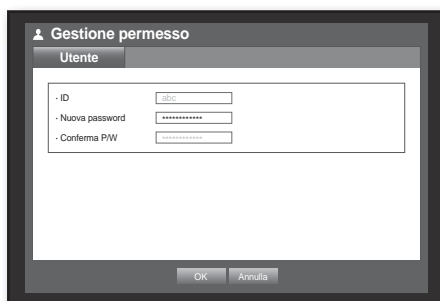 Gestione permesso
Utente
· ID abc
· Nuova password ************
· Conferma P/W ************
OK Annulla